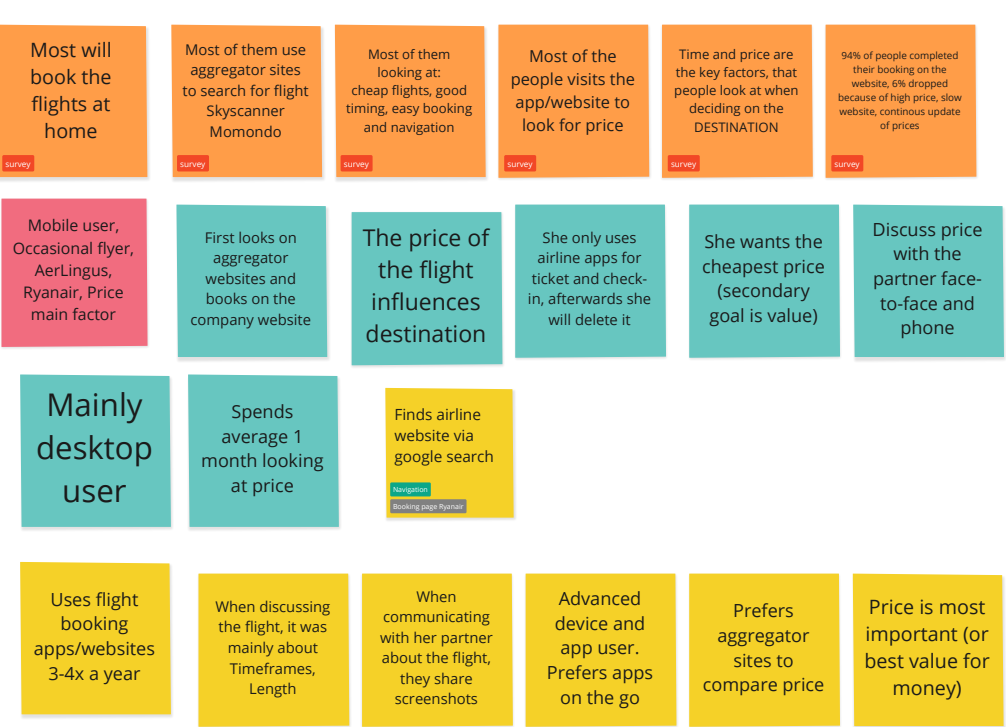 Most will
book the
flights at
home
survey
Most of them use
aggregator sites
to search for flight
Skyscanner
Momondo
survey
Most of them
looking at:
cheap flights, good
timing, easy booking
and navigation
survey
Most of the
people visits the
app/website to
look for price
survey
Time and price are
the key factors, that
people look at when
deciding on the
DESTINATION
survey
94% of people completed
their booking on the
website, 6% dropped
because of high price, slow
website, continous update
of prices
survey
Mobile user,
Occasional flyer,
AerLingus,
Ryanair, Price
main factor
First looks on
aggregator
websites and
books on the
company website
The price of
the flight
influences
destination
She only uses
airline apps for
ticket and check-
in, afterwards she
will delete it
She wants the
cheapest price
(secondary
goal is value)
Discuss price
with the
partner face-
to-face and
phone
Mainly
desktop
user
Spends
average 1
month looking
at price
Finds airline
website via
google search
Navigation
Booking page Ryanair
Uses flight
booking
apps/websites
3-4x a year
When discussing
the flight, it was
mainly about
Timeframes,
Length
When
communicating
with her partner
about the flight,
they share
screenshots
Advanced
device and
app user.
Prefers apps
on the go
Prefers
aggregator
sites to
compare price
Price is most
important (or
best value for
money)